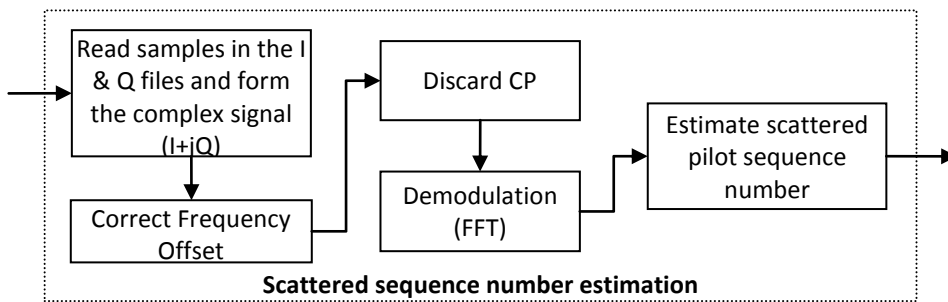 Read samples in the I
& Q files and form
the complex signal
(I+jQ)
Correct Frequency
Offset
Discard CP
Demodulation
(FFT)
Estimate scattered
pilot sequence
number
Scattered sequence number estimation